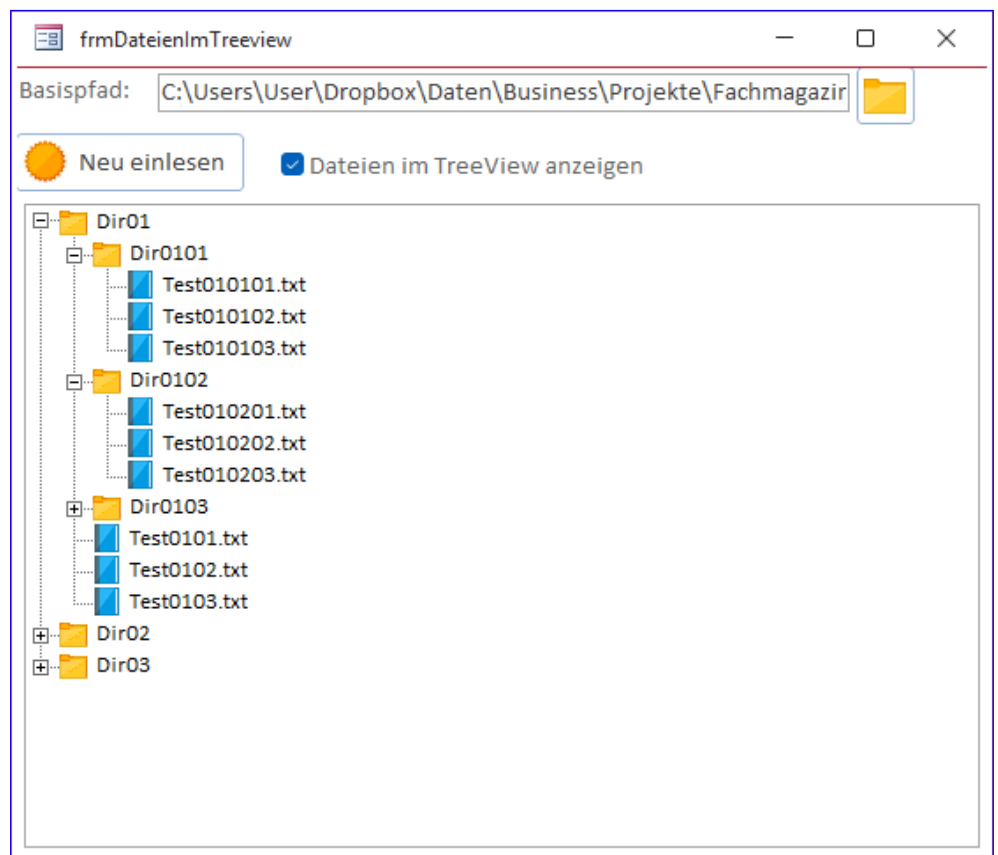 frmDateienImTreeview
Basispfad: C:\Users\User\Dropbox\Daten\Business\Projekte\Fachmagazir
Neu einlesen Dateien im TreeView anzeigen
Dir01
Dir0101
Test010101.txt
Test010102.txt
Test010103.txt
Dir0102
Test010201.txt
Test010202.txt
Test010203.txt
Dir0103
Test0101.txt
Test0102.txt
Test0103.txt
Dir02
Dir03